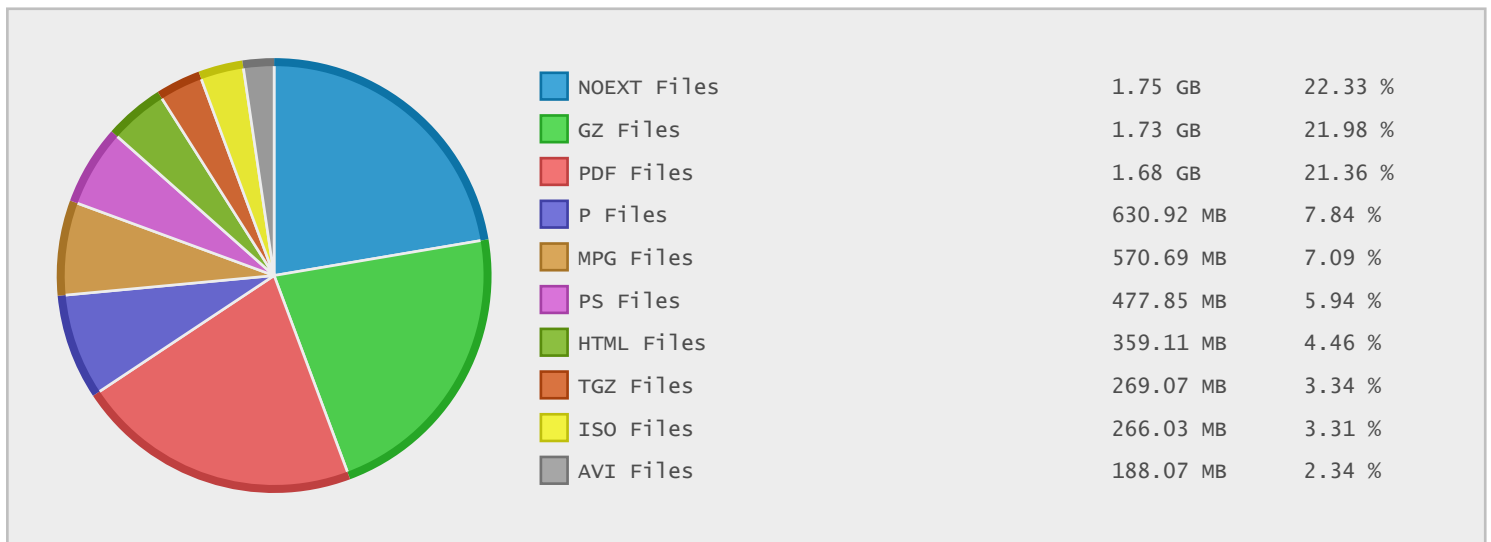 NOEXT Files 1.75 GB 22.33 %
GZ Files 1.73 GB 21.98 %
PDF Files 1.68 GB 21.36 %
P Files 630.92 MB 7.84 %
MPG Files 570.69 MB 7.09 %
PS Files 477.85 MB 5.94 %
HTML Files 359.11 MB 4.46 %
TGZ Files 269.07 MB 3.34 %
ISO Files 266.03 MB 3.31 %
AVI Files 188.07 MB 2.34 %